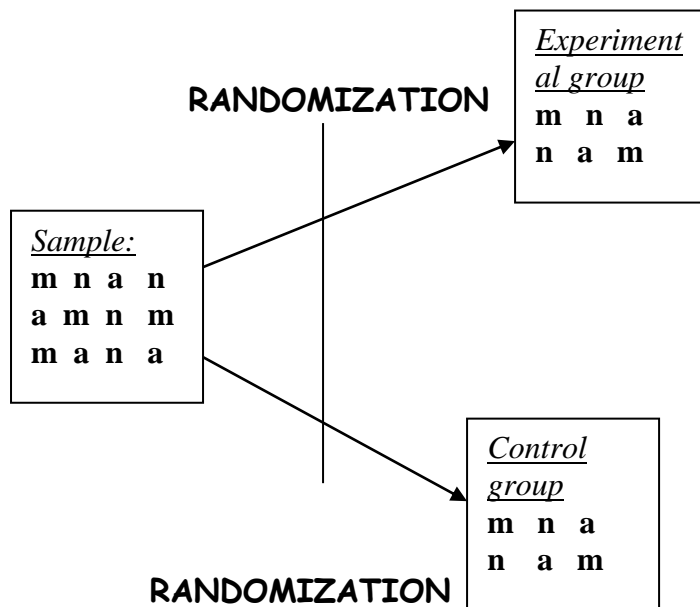 Experiment
al group
m n a
n a m
RANDOMIZATION
Sample:
m n a n
a m n m
m a n a
Control
group
m n a
n a m
RANDOMIZATION